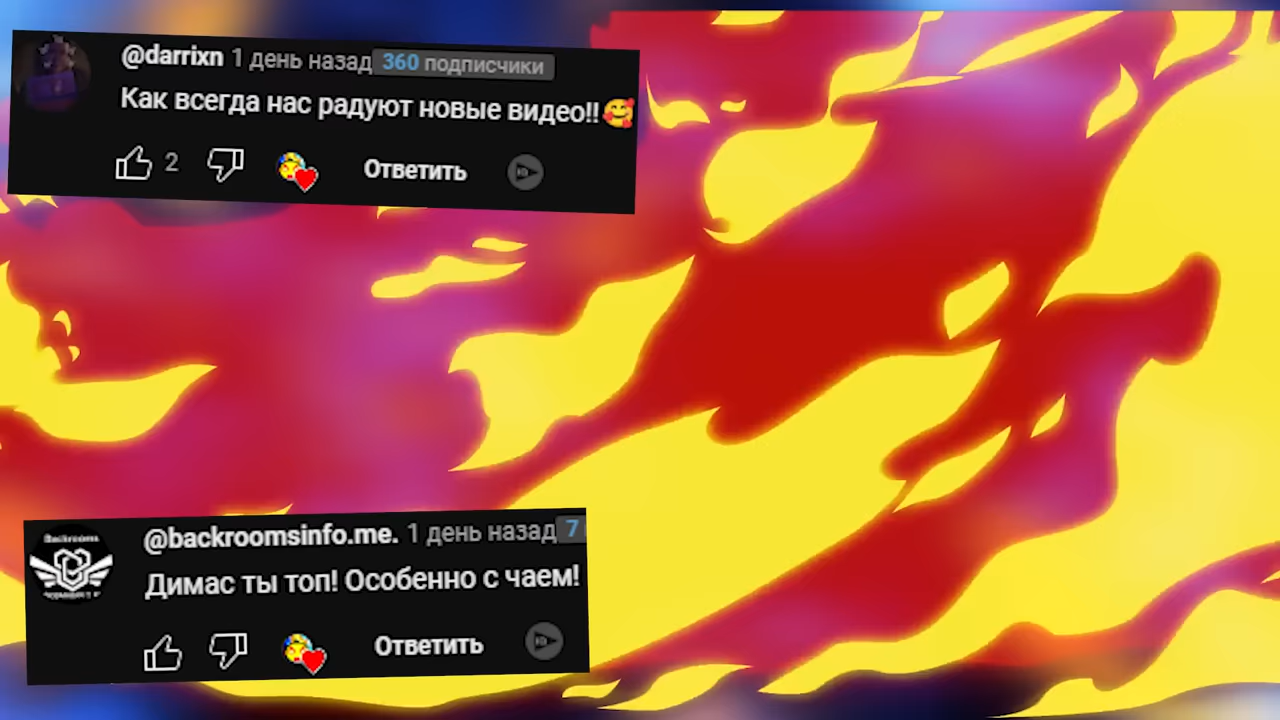 @darrixn 1 день назад 360 подписчики
Как всегда нас радуют новые видео!!
2
Ответить
@backroomsinfo.me. 1 день назад 7
Backrooms
Димас ты топ! Особенно с чаем!
Ответить